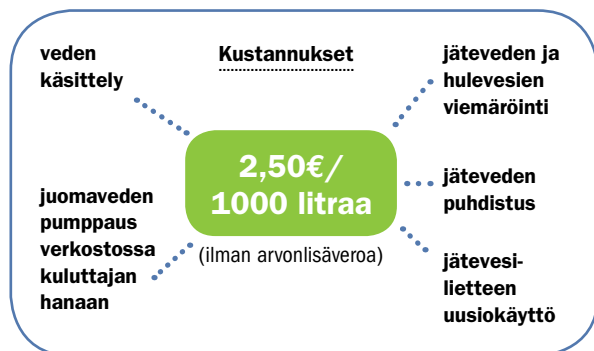 Kustannukset
veden
käsittely
juomaveden
pumppaus
verkostossa
kuluttajan
hanaan
2,50€/
1000 litraa
(ilman arvonlisäveroa)
jäteveden ja
hulevesien
viemäröinti
jäteveden
puhdistus
jätevesi-
lietteen
uusiokäyttö